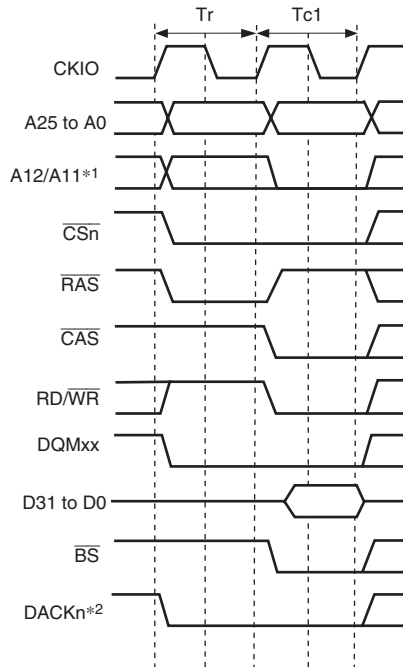 Tr Tc1
CKIO
A25 to A0
A12/A11*1
CSn
RAS
CAS
RD/WR
DQMxx
D31 to D0
BS
DACKn*2